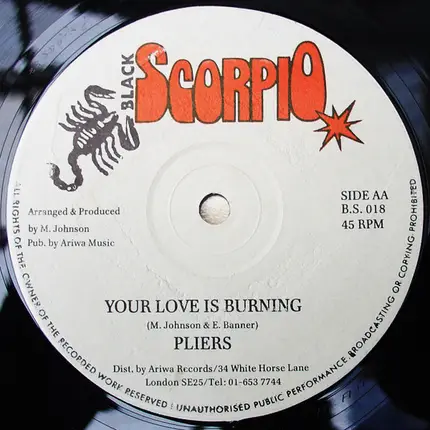 BLACK
SCORPIO
SIDE AA
B.S. 018
45 RPM
Arranged & Produced
by M. Johnson
Pub. by Ariwa Music
YOUR LOVE IS BURNING
(M. Johnson & E. Banner)
PLIERS
Dist. by Ariwa Records/34 White Horse Lane
London SE25/Tel: 01-653 7744
ALL RIGHTS OF THE OWNER OF THE RECORDED WORK RESERVED | UNAUTHORISED PUBLIC PERFORMANCE BROADCASTING OR COPKING PROHIBITED